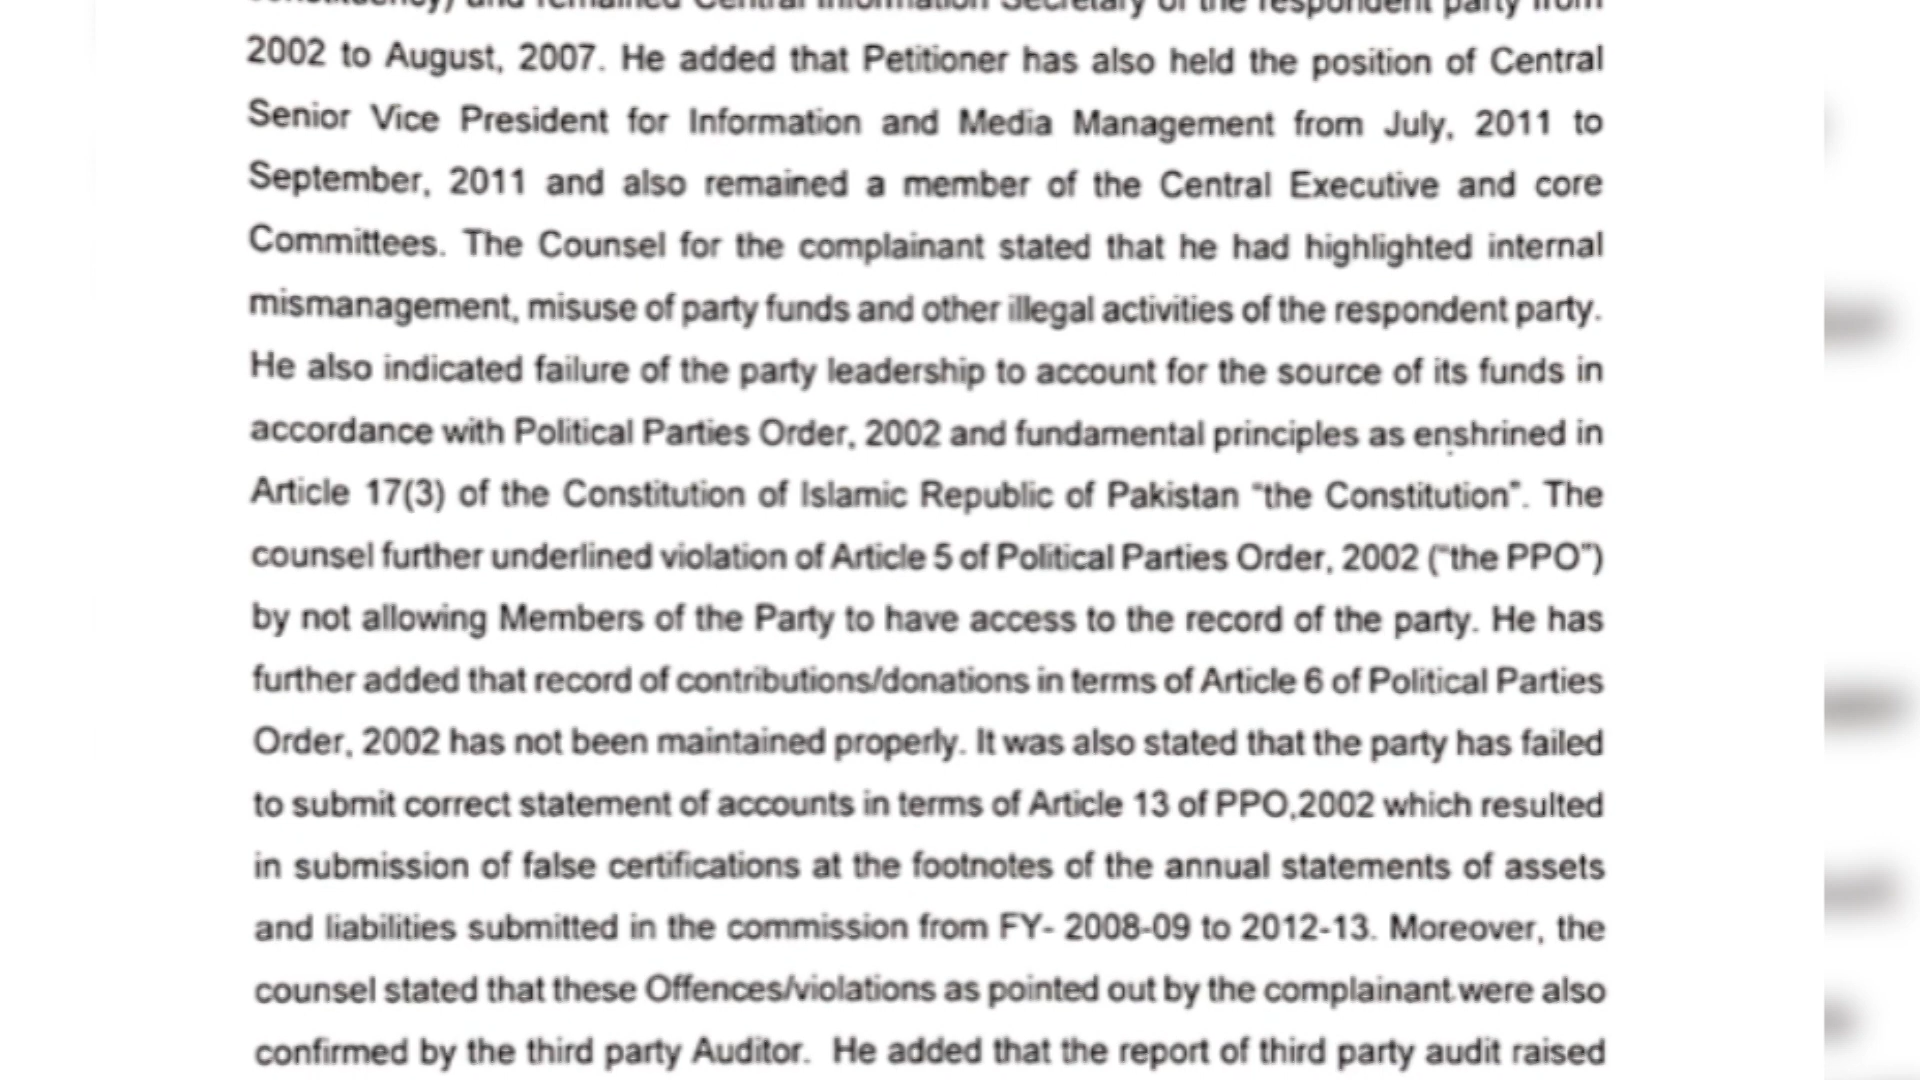 constituency) and remained Central Information Secretary of the respondent party from
2002 to August, 2007. He added that Petitioner has also held the position of Central
Senior Vice President for Information and Media Management from July, 2011 to
September, 2011 and also remained a member of the Central Executive and core
Committees. The Counsel for the complainant stated that he had highlighted internal
mismanagement, misuse of party funds and other illegal activities of the respondent party.
He also indicated failure of the party leadership to account for the source of its funds in
accordance with Political Parties Order, 2002 and fundamental principles as enshrined in
Article 17(3) of the Constitution of Islamic Republic of Pakistan "the Constitution". The
counsel further underlined violation of Article 5 of Political Parties Order, 2002 ("the PPO")
by not allowing Members of the Party to have access to the record of the party. He has
further added that record of contributions/donations in terms of Article 6 of Political Parties
Order, 2002 has not been maintained properly. It was also stated that the party has failed
to submit correct statement of accounts in terms of Article 13 of PPO,2002 which resulted
in submission of false certifications at the footnotes of the annual statements of assets
and liabilities submitted in the commission from FY- 2008-09 to 2012-13. Moreover, the
counsel stated that these Offences/violations as pointed out by the complainant were also
confirmed by the third party Auditor. He added that the report of third party audit raised